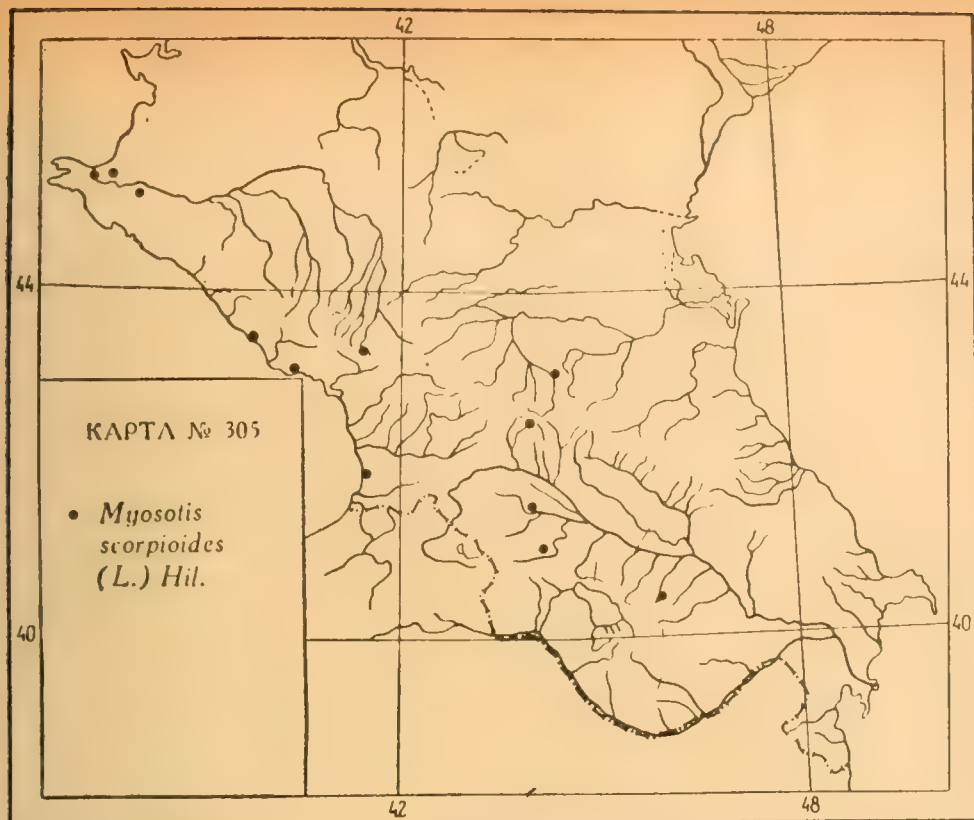 42 48
44 44
КАРТА № 305
• Myosotis
scorpioides
(L.) Hil.
40 40
42 48